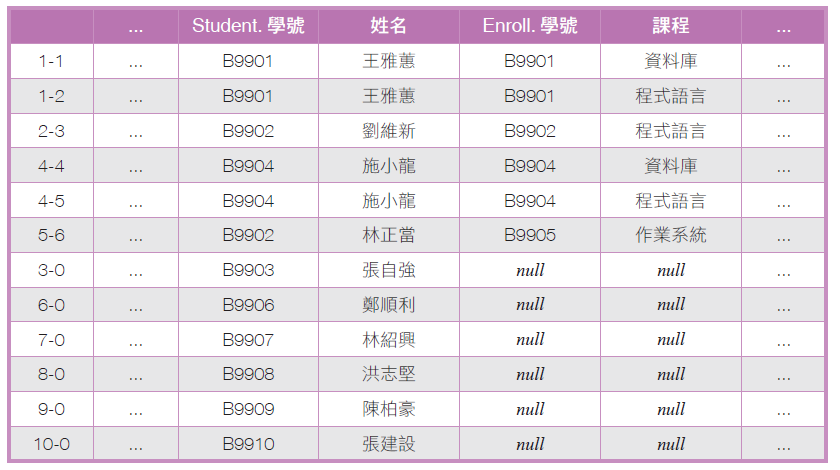 ... Student. 學號 姓名 Enroll. 學號 課程 ...
1-1 ... B9901 王雅蕙 B9901 資料庫 ...
1-2 ... B9901 王雅蕙 B9901 程式語言 ...
2-3 ... B9902 劉維新 B9902 程式語言 ...
4-4 ... B9904 施小龍 B9904 資料庫 ...
4-5 ... B9904 施小龍 B9904 程式語言 ...
5-6 ... B9902 林正當 B9905 作業系統 ...
3-0 ... B9903 張自強 null null ...
6-0 ... B9906 鄭順利 null null ...
7-0 ... B9907 林紹興 null null ...
8-0 ... B9908 洪志堅 null null ...
9-0 ... B9909 陳柏豪 null null ...
10-0 ... B9910 張建設 null null ...